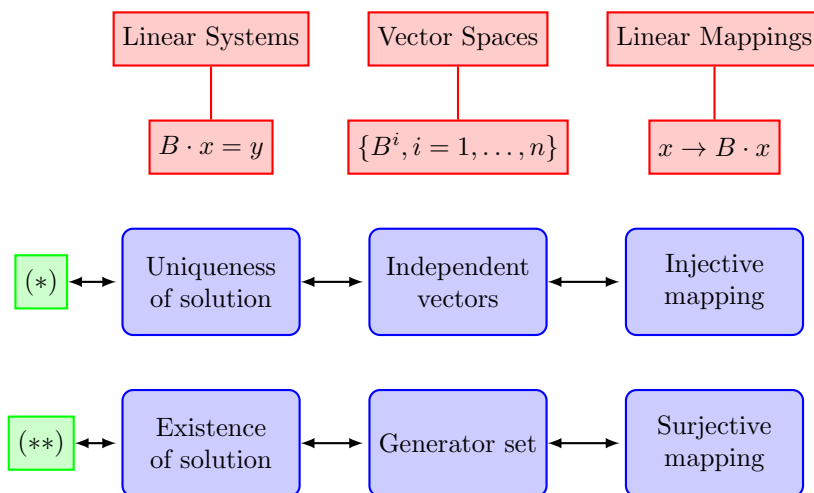 Linear Systems
Vector Spaces
Linear Mappings
B · x = y
{B^i, i = 1, . . . , n}
x → B · x
(*)
Uniqueness
of solution
Independent
vectors
Injective
mapping
(**)
Existence
of solution
Generator set
Surjective
mapping